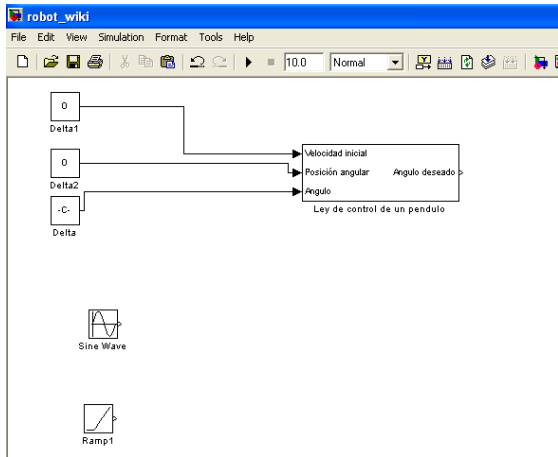 robot_wiki
File Edit View Simulation Format Tools Help
10.0 Normal
0
Delta1
0
Delta2
-C-
Delta
Velocidad inicial
Posición angular Angulo deseado
Angulo
Ley de control de un pendulo
Sine Wave
Ramp1